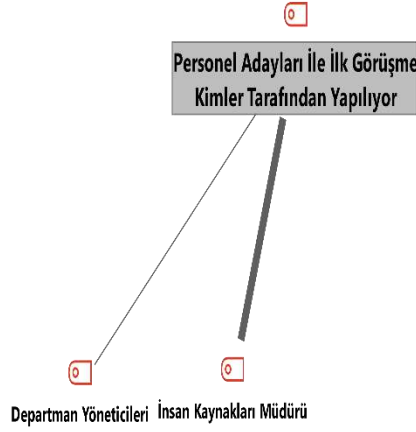 Personel Adayları İle İlk Görüşme
Kimler Tarafından Yapılıyor
Departman Yöneticileri
İnsan Kaynakları Müdürü